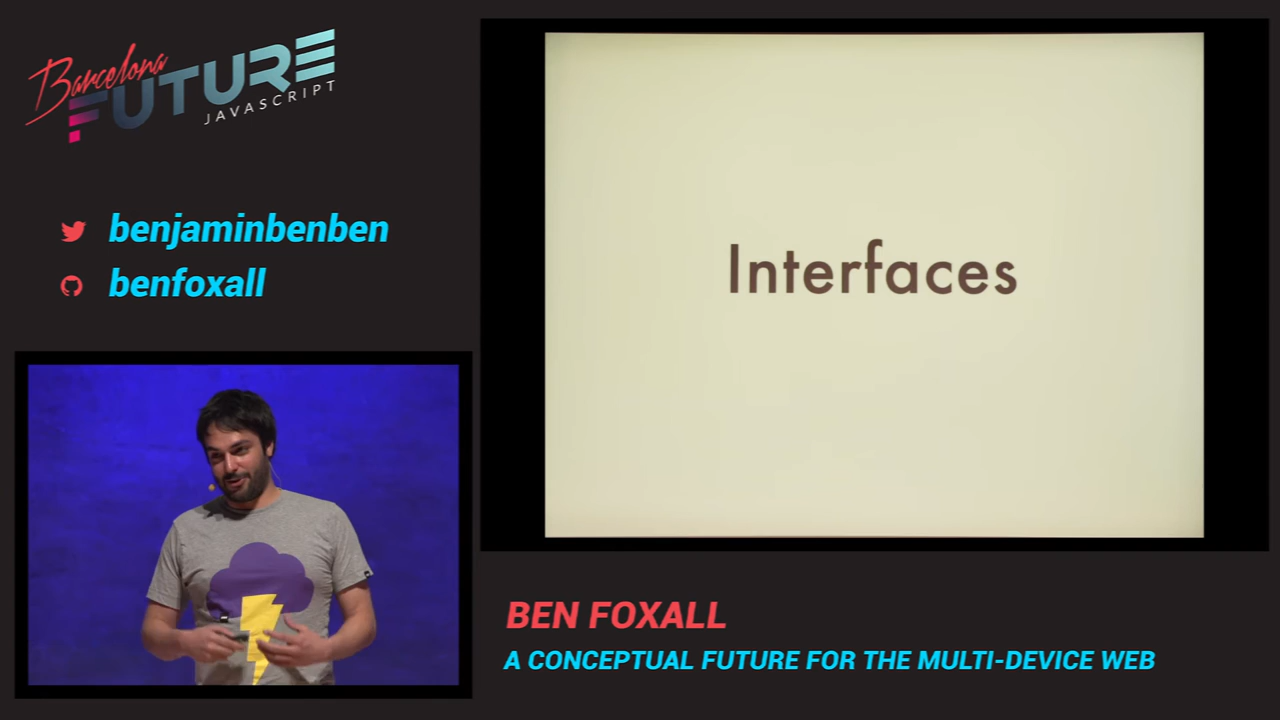 Barcelona
FUTURE
JAVASCRIPT
benjaminbenben
benfoxall
Interfaces
BEN FOXALL
A CONCEPTUAL FUTURE FOR THE MULTI-DEVICE WEB